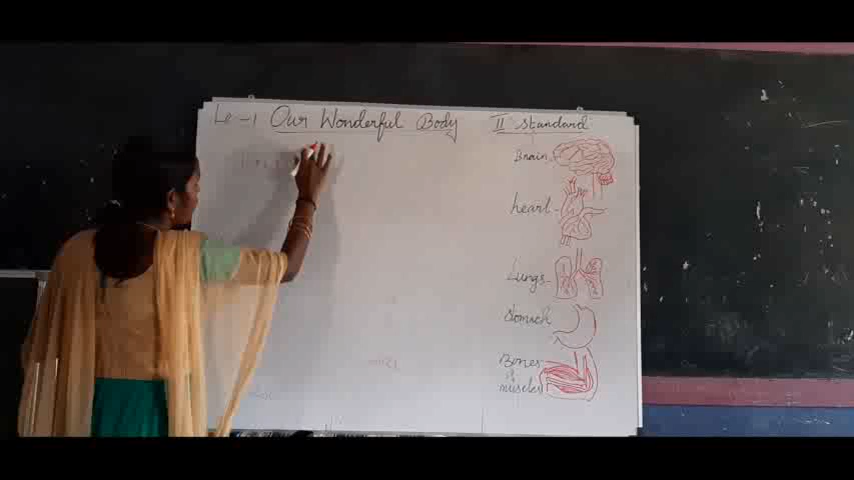 Le -1 Our Wonderful Body II standard
Brain
heart
Lungs
Stomach
Bones
muscles